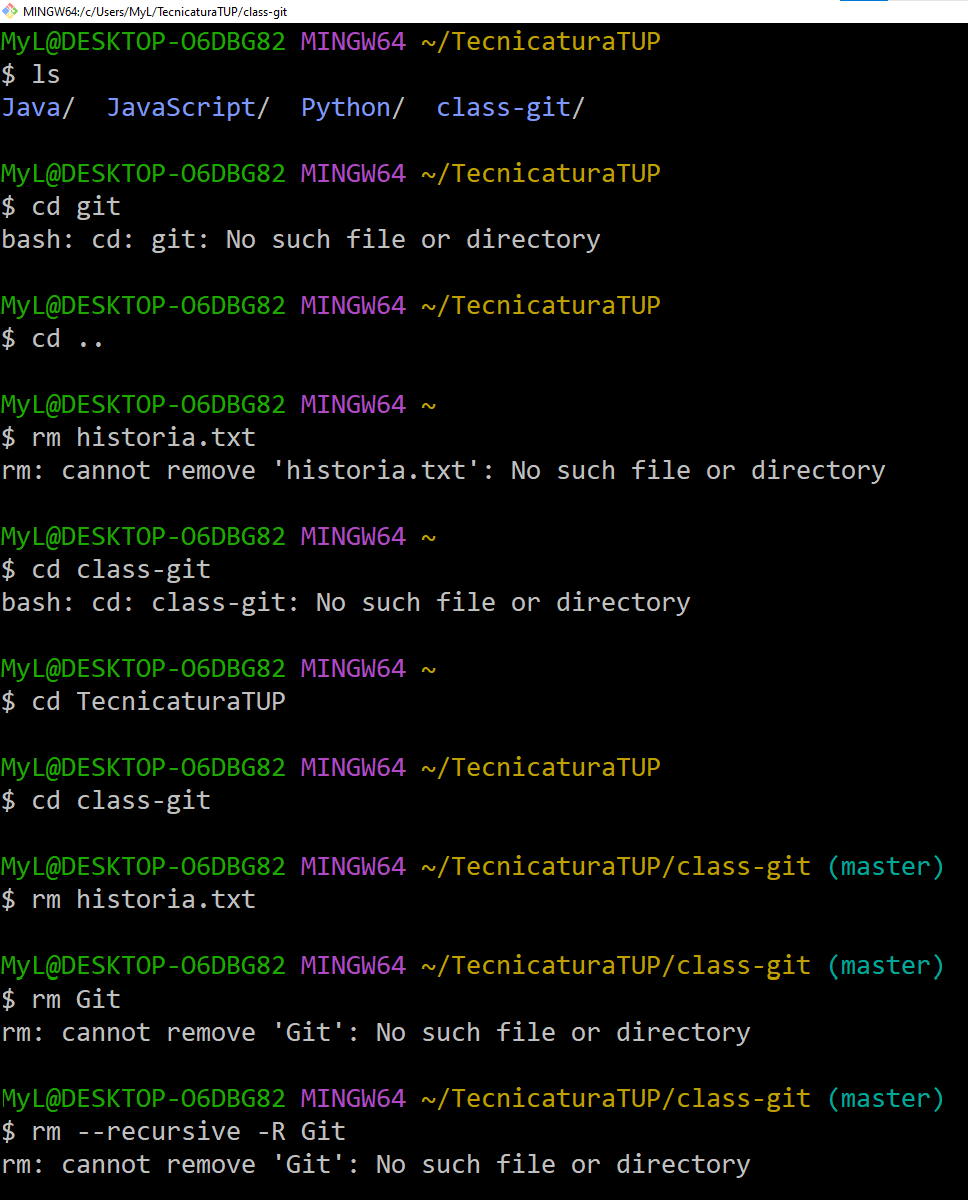 MINGW64:/c/Users/MyL/TecnicaturaTUP/class-git
MyL@DESKTOP-O6DBG82 MINGW64 ~/TecnicaturaTUP
$ ls
Java/  JavaScript/  Python/  class-git/
MyL@DESKTOP-O6DBG82 MINGW64 ~/TecnicaturaTUP
$ cd git
bash: cd: git: No such file or directory
MyL@DESKTOP-O6DBG82 MINGW64 ~/TecnicaturaTUP
$ cd ..
MyL@DESKTOP-O6DBG82 MINGW64 ~
$ rm historia.txt
rm: cannot remove 'historia.txt': No such file or directory
MyL@DESKTOP-O6DBG82 MINGW64 ~
$ cd class-git
bash: cd: class-git: No such file or directory
MyL@DESKTOP-O6DBG82 MINGW64 ~
$ cd TecnicaturaTUP
MyL@DESKTOP-O6DBG82 MINGW64 ~/TecnicaturaTUP
$ cd class-git
MyL@DESKTOP-O6DBG82 MINGW64 ~/TecnicaturaTUP/class-git (master)
$ rm historia.txt
MyL@DESKTOP-O6DBG82 MINGW64 ~/TecnicaturaTUP/class-git (master)
$ rm Git
rm: cannot remove 'Git': No such file or directory
MyL@DESKTOP-O6DBG82 MINGW64 ~/TecnicaturaTUP/class-git (master)
$ rm --recursive -R Git
rm: cannot remove 'Git': No such file or directory